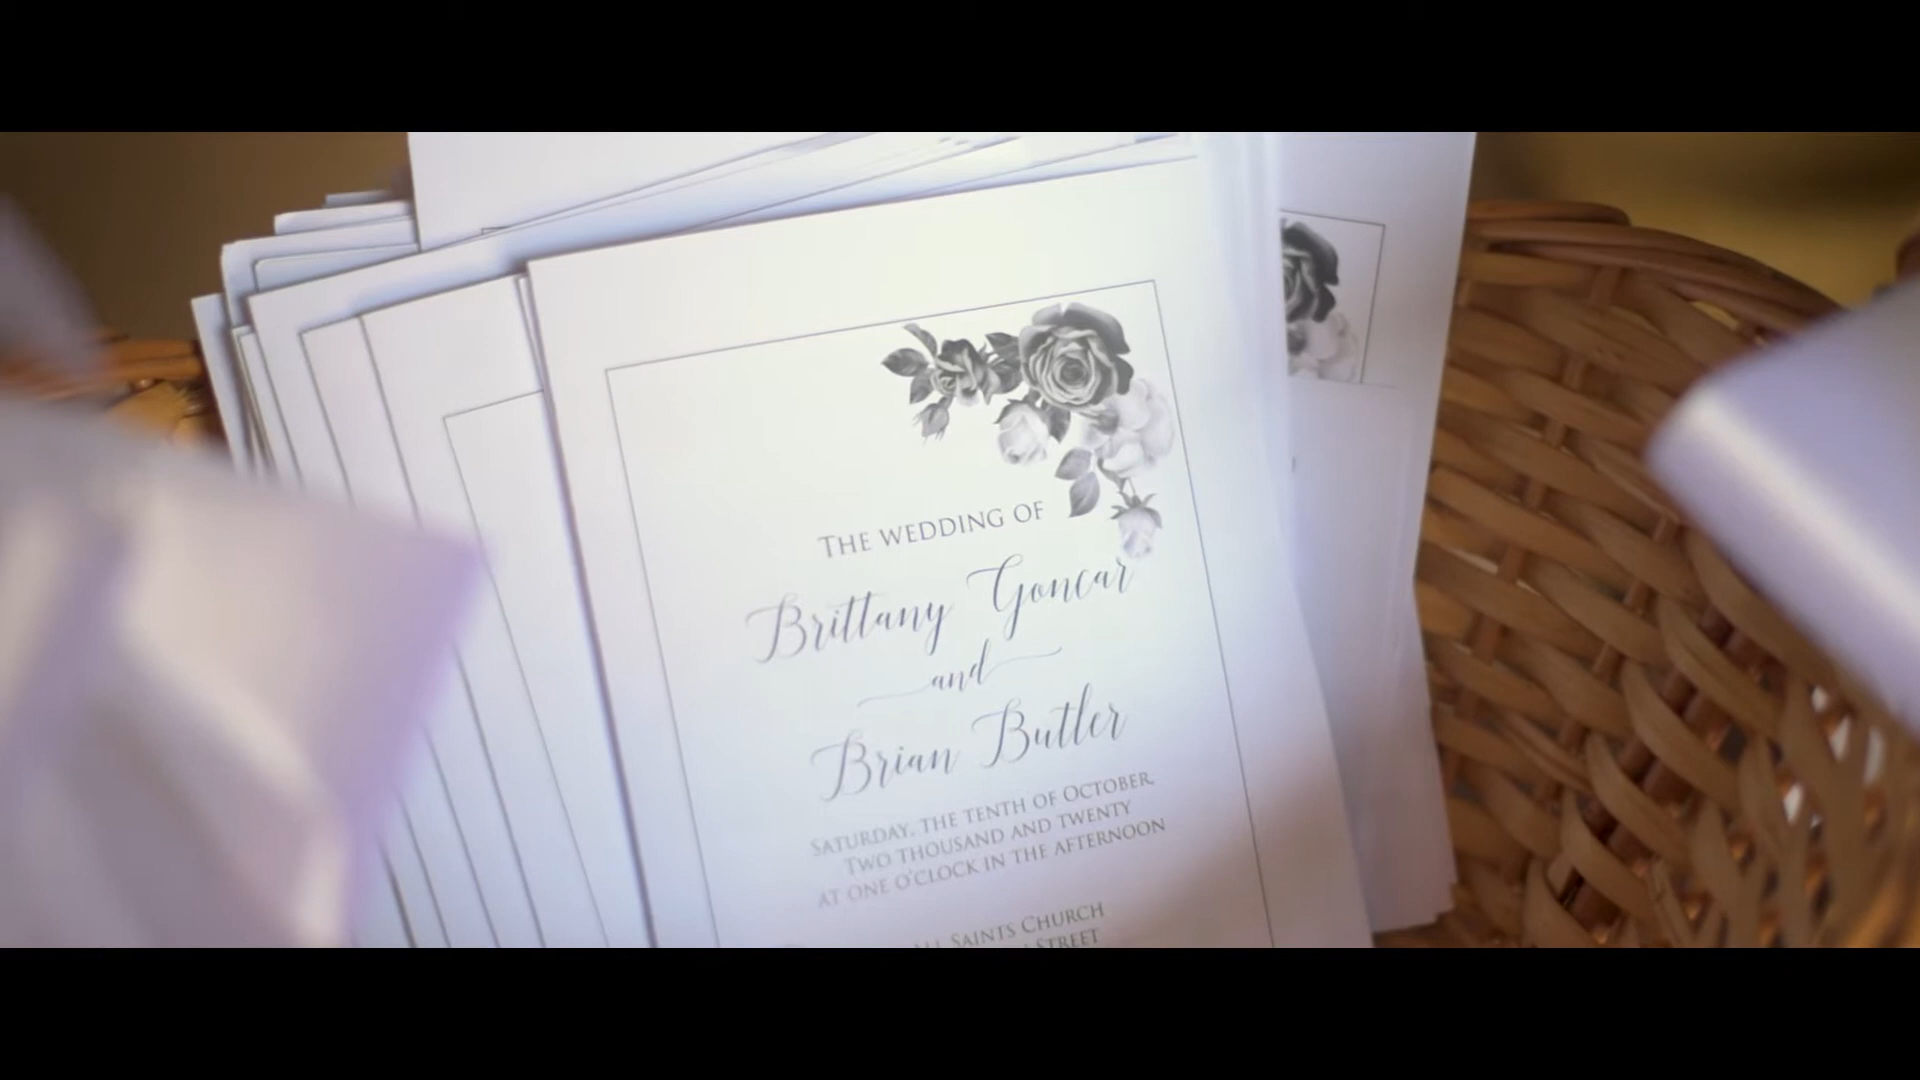 THE WEDDING OF
Brittany Goncar
and
Brian Butler
SATURDAY, THE TENTH OF OCTOBER,
TWO THOUSAND AND TWENTY
AT ONE O'CLOCK IN THE AFTERNOON
SAINTS CHURCH
STREET